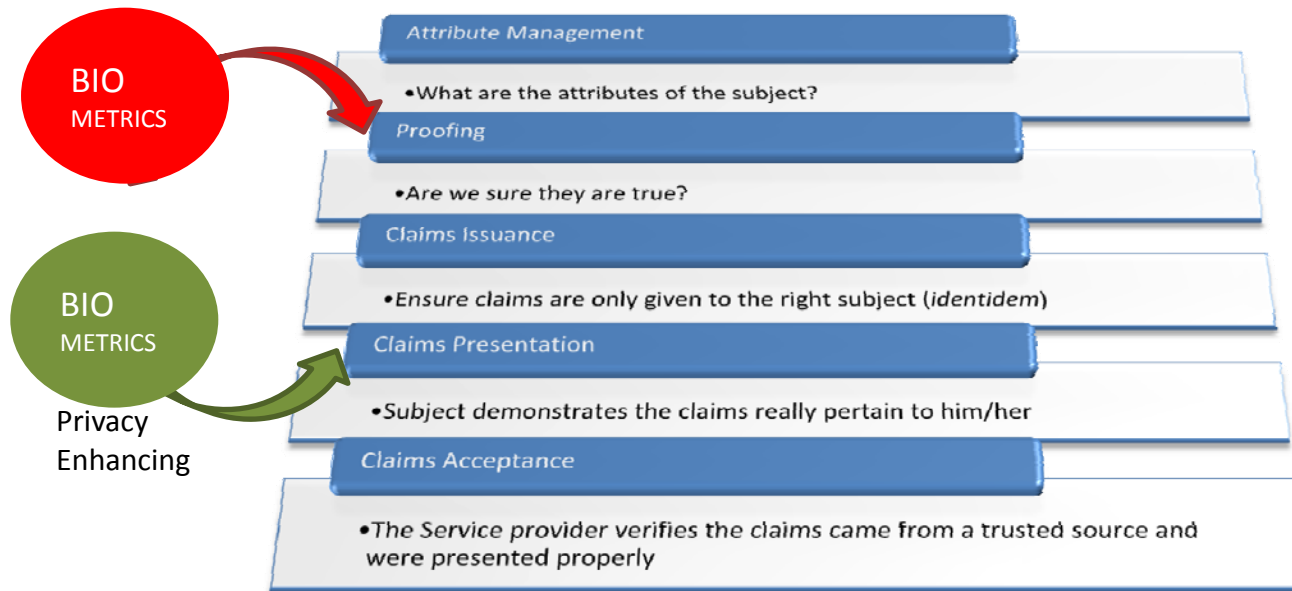 BIO
METRICS
Attribute Management
•What are the attributes of the subject?
Proofing
•Are we sure they are true?
Claims Issuance
•Ensure claims are only given to the right subject (identidem)
BIO
METRICS
Privacy
Enhancing
Claims Presentation
•Subject demonstrates the claims really pertain to him/her
Claims Acceptance
•The Service provider verifies the claims came from a trusted source and
were presented properly